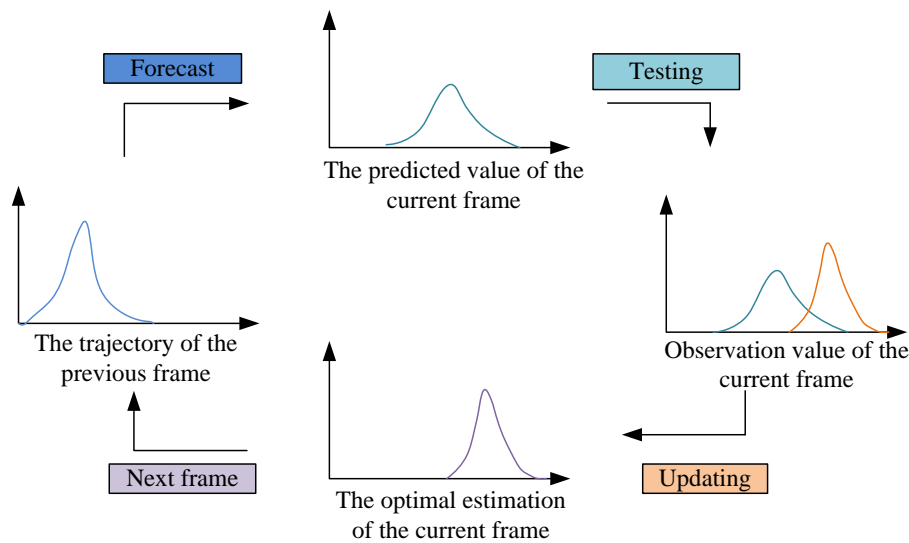 Forecast
Testing
The predicted value of the
current frame
The trajectory of the
previous frame
Observation value of the
current frame
Next frame
Updating
The optimal estimation
of the current frame